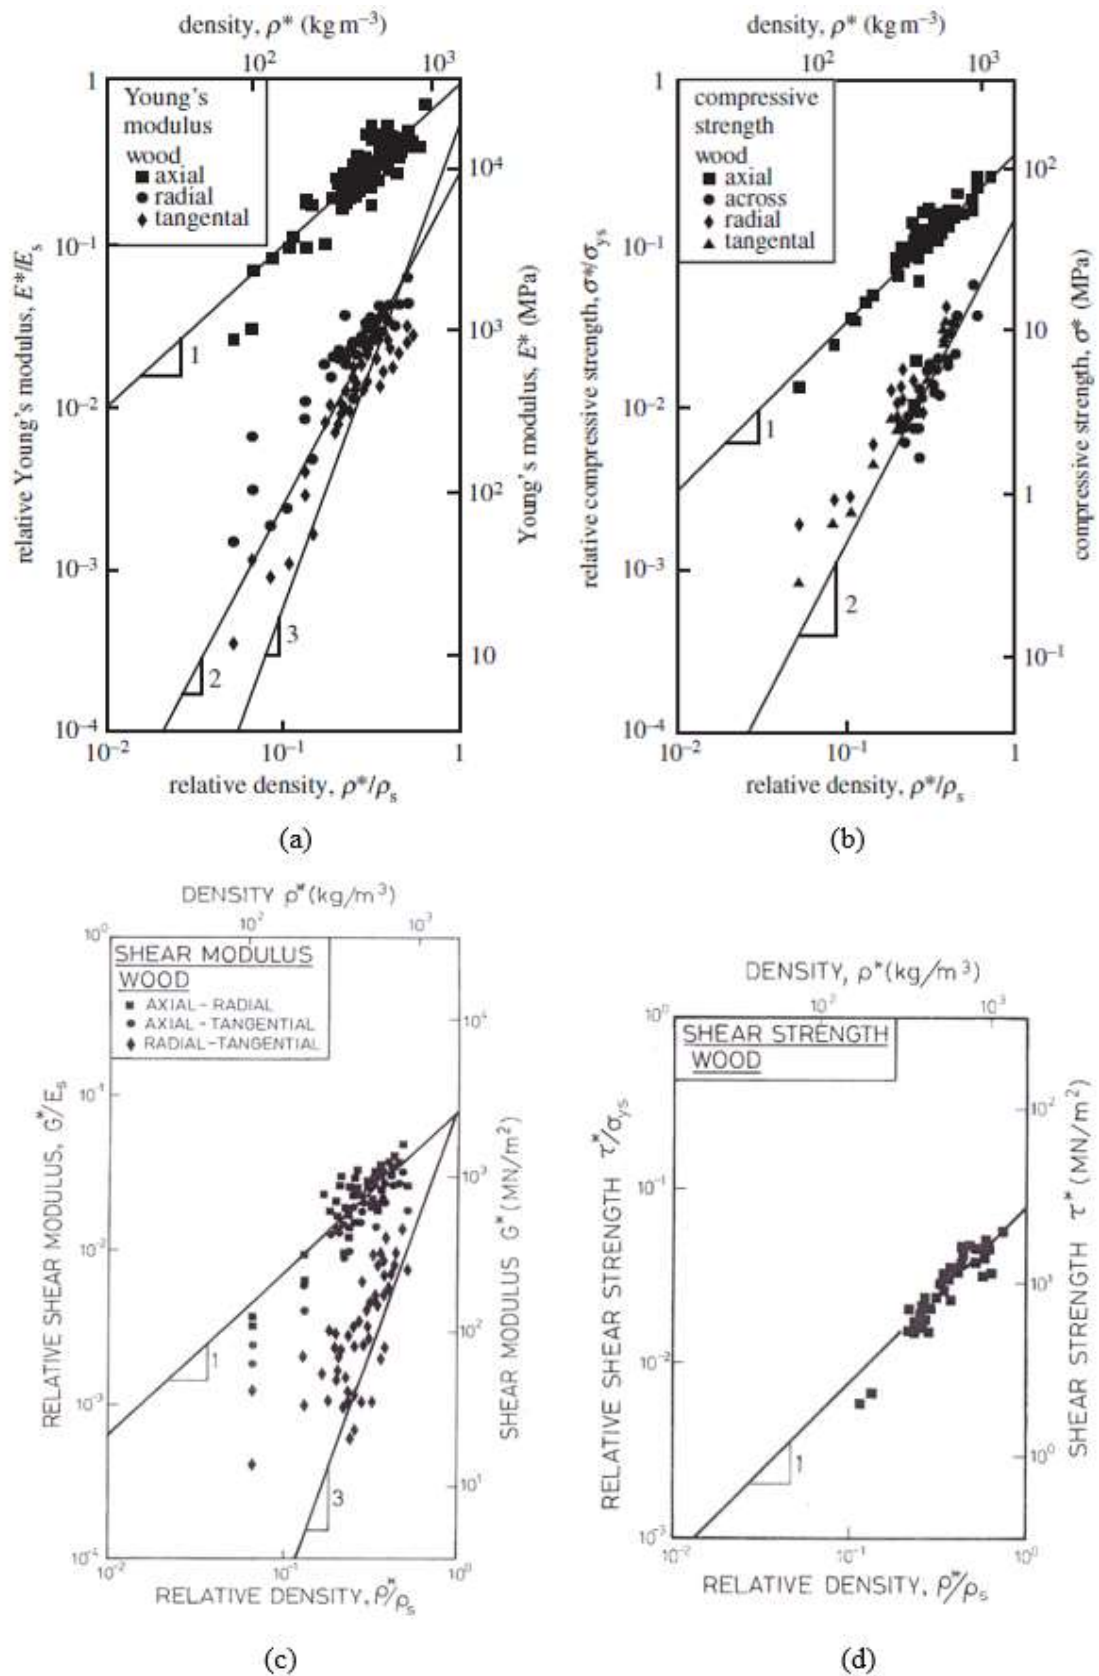 density, ρ* (kg m⁻³)
10² 10³
1
Young's
modulus
wood
axial
radial
tangental
10⁻¹
10⁻²
10⁻³
10⁻⁴
relative Young's modulus, E*/Eₛ
10⁴
10³
10²
10
Young's modulus, E* (MPa)
1
2
3
10⁻² 10⁻¹ 1
relative density, ρ*/ρₛ
(a)
density, ρ* (kg m⁻³)
10² 10³
1
compressive
strength
wood
axial
across
radial
tangental
10⁻¹
10⁻²
10⁻³
10⁻⁴
relative compressive strength, σ*/σ_ys
10²
10
1
10⁻¹
compressive strength, σ* (MPa)
1
2
10⁻² 10⁻¹ 1
relative density, ρ*/ρₛ
(b)
DENSITY ρ* (kg/m³)
10² 10³
10⁰
SHEAR MODULUS
WOOD
AXIAL-RADIAL
AXIAL-TANGENTIAL
RADIAL-TANGENTIAL
10⁻¹
10⁻²
10⁻³
10⁻⁴
RELATIVE SHEAR MODULUS, G*/Eₛ
10⁴
10³
10²
10¹
SHEAR MODULUS G* (MN/m²)
1
3
10⁻² 10⁻¹ 10⁰
RELATIVE DENSITY, ρ*/ρₛ
(c)
DENSITY, ρ* (kg/m³)
10² 10³
10⁰
SHEAR STRENGTH
WOOD
10⁻¹
10⁻²
10⁻³
RELATIVE SHEAR STRENGTH τ*/σ_ys
10²
10¹
10⁰
SHEAR STRENGTH τ* (MN/m²)
1
10⁻² 10⁻¹ 10⁰
RELATIVE DENSITY, ρ*/ρₛ
(d)